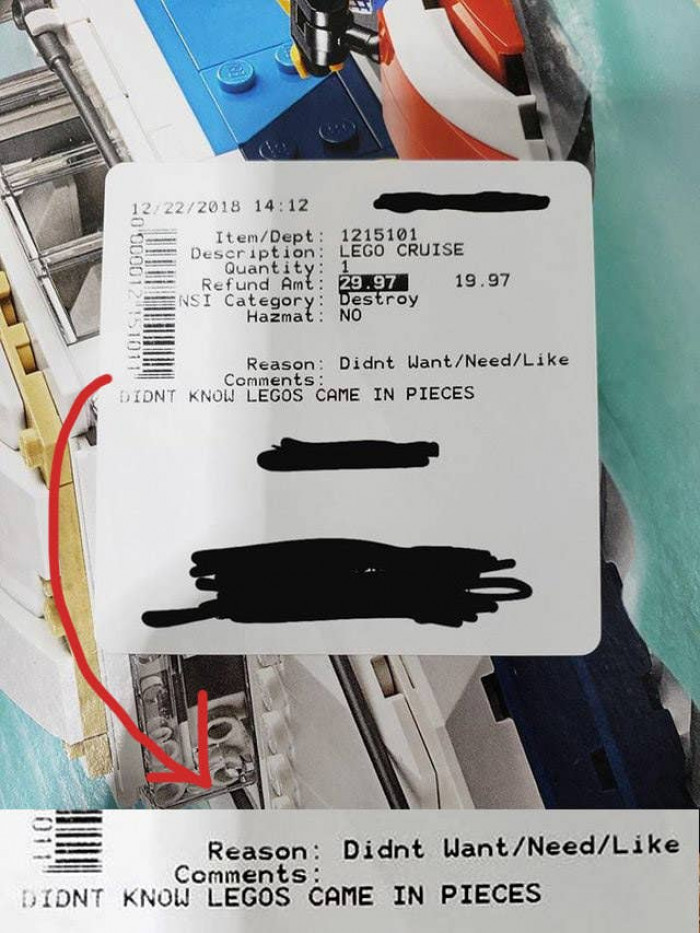 12/22/2018 14:12
Item/Dept: 1215101
Description: LEGO CRUISE
Quantity: 1
Refund Amt: 29.97 19.97
NSI Category: Destroy
Hazmat: NO
Reason: Didnt Want/Need/Like
Comments:
DIDNT KNOW LEGOS CAME IN PIECES
011
Reason: Didnt Want/Need/Like
Comments:
DIDNT KNOW LEGOS CAME IN PIECES